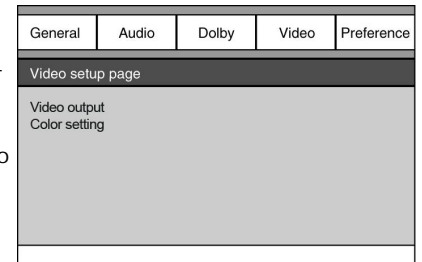 General Audio Dolby Video Preference
Video setup page
Video output
Color setting